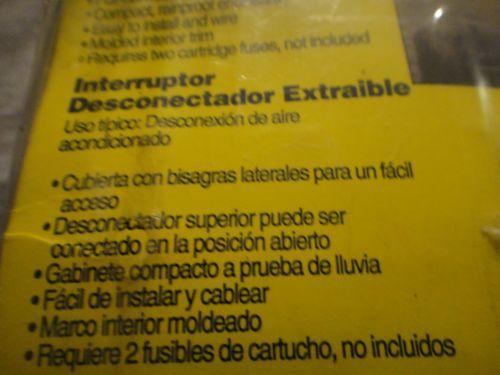 • Compact, rainproof
• Easy to install and wire
• Molded interior trim
• Requires two cartridge fuses, not included
Interruptor
Desconectador Extraible
Uso típico: Desconexión de aire
acondicionado
• Cubierta con bisagras laterales para un fácil
acceso
• Desconectador superior puede ser
conectado en la posición abierto
• Gabinete compacto a prueba de lluvia
• Fácil de instalar y cablear
• Marco interior moldeado
• Requiere 2 fusibles de cartucho, no incluidos